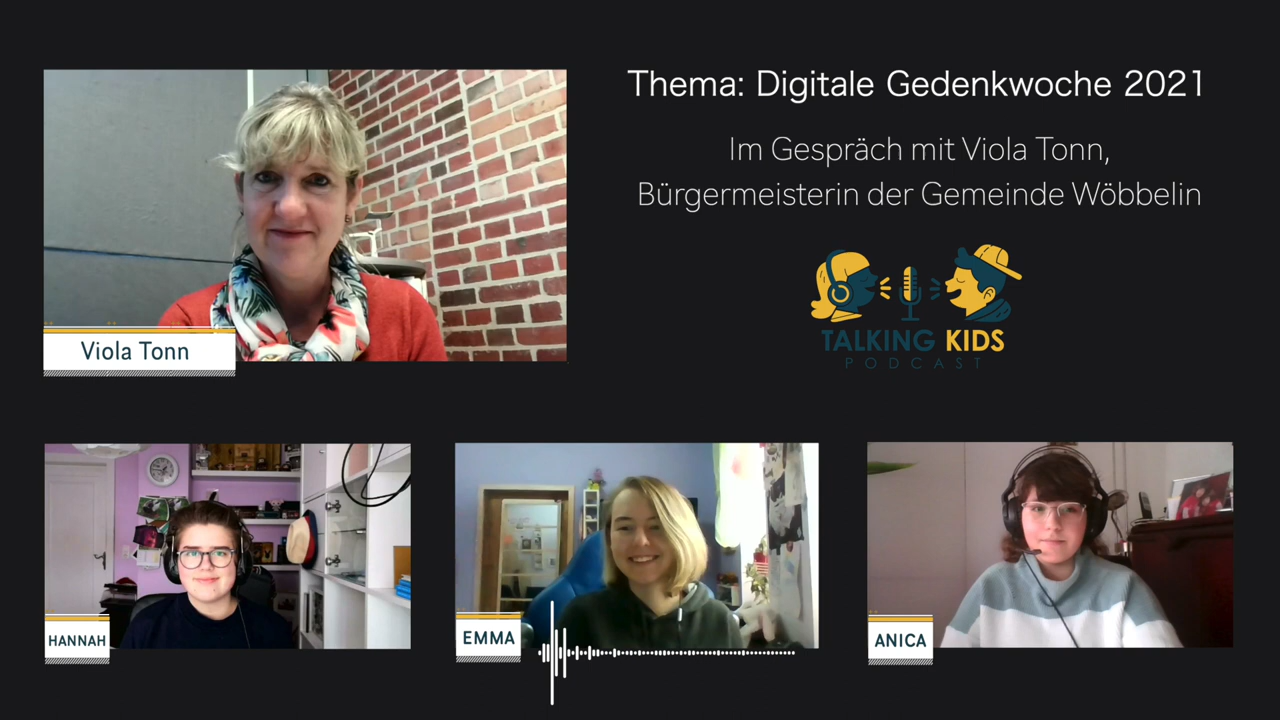 Thema: Digitale Gedenkwoche 2021
Im Gespräch mit Viola Tonn,
Bürgermeisterin der Gemeinde Wöbbelin
TALKING KIDS
PODCAST
Viola Tonn
HANNAH
EMMA
ANICA